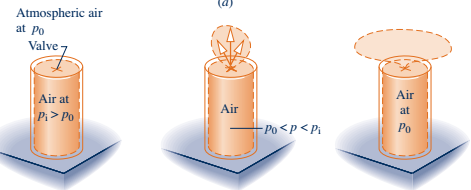 (a)
Atmospheric air
at p₀
Valve
Air at
pᵢ > p₀
Air
p₀ < p < pᵢ
Air
at
p₀